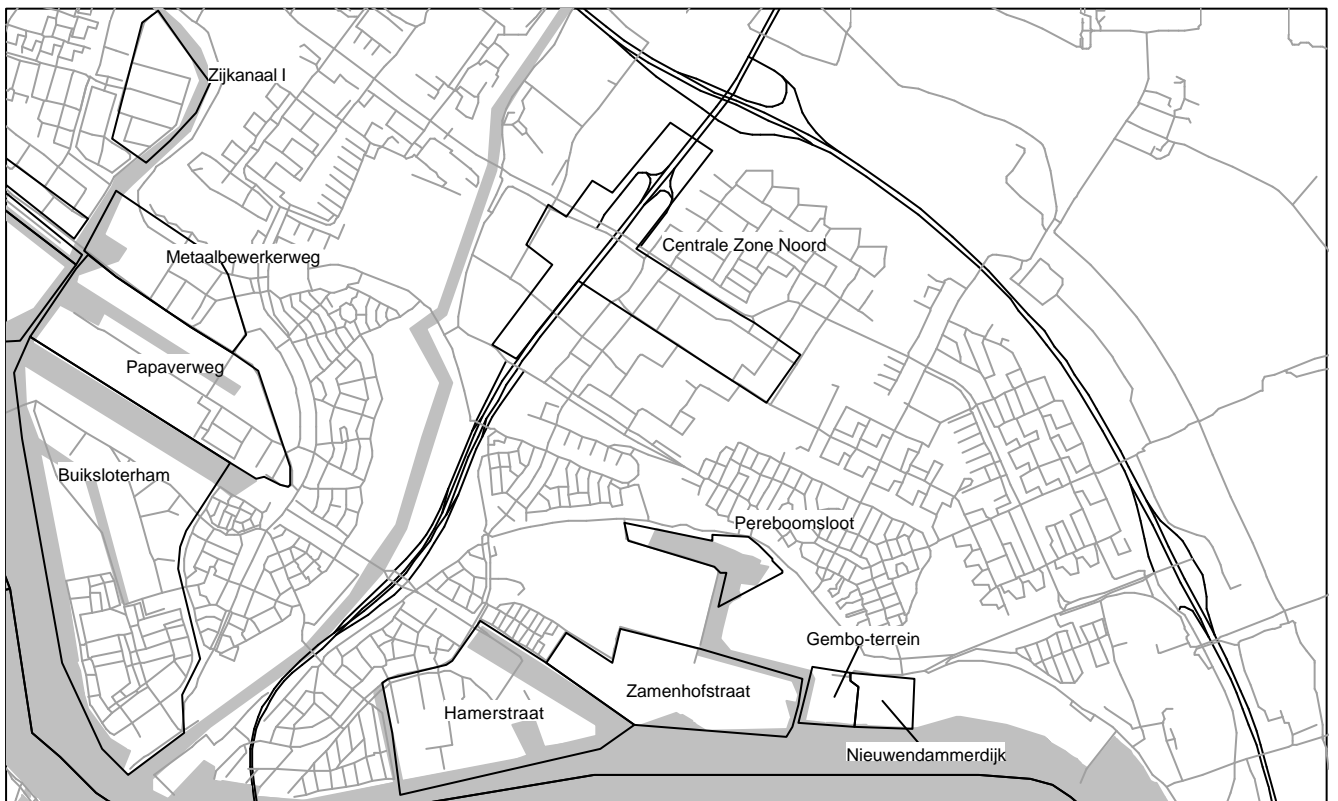 Zijkanaal I
Centrale Zone Noord
Metaalbewerkerweg
Papaverweg
Buiksloterham
Pereboomsloot
Gembo-terrein
Zamenhofstraat
Hamerstraat
Nieuwendammerdijk